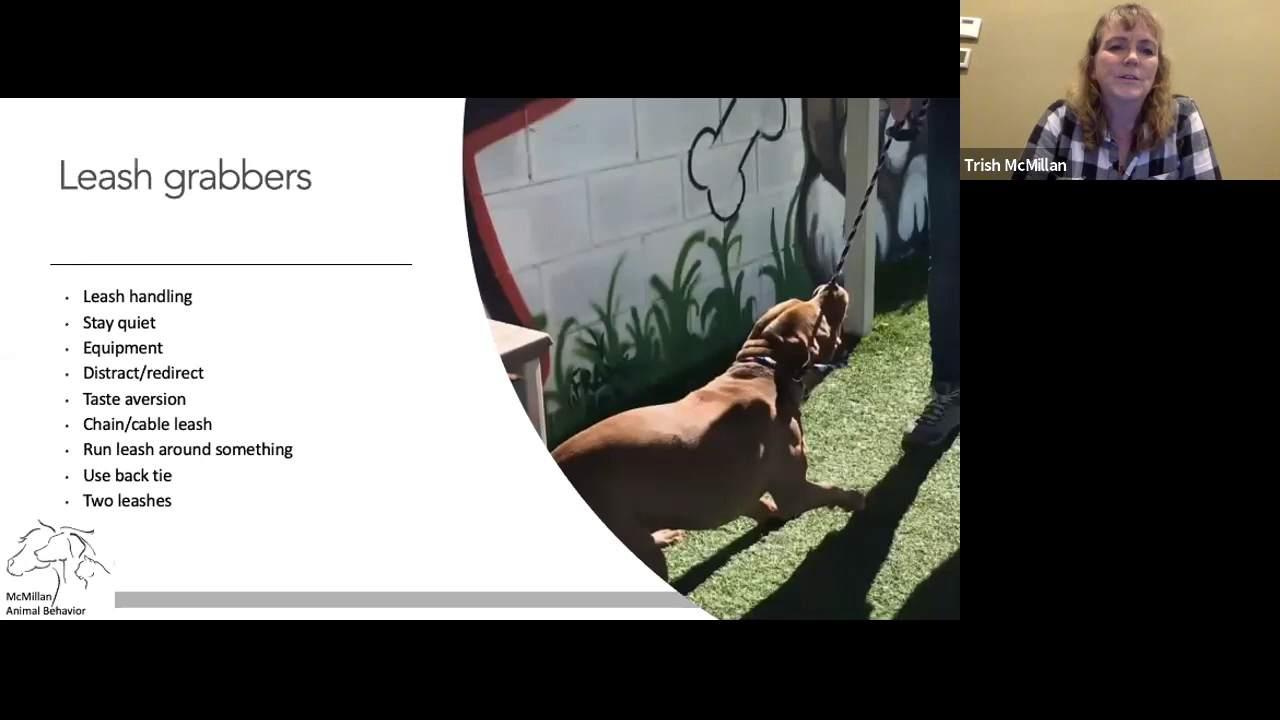 Leash grabbers
• Leash handling
• Stay quiet
• Equipment
• Distract/redirect
• Taste aversion
• Chain/cable leash
• Run leash around something
• Use back tie
• Two leashes
McMillan
Animal Behavior
Trish McMillan